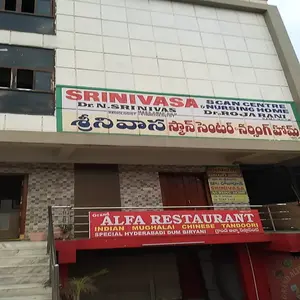 SRINIVASA SCAN CENTRE
& NURSING HOME
Dr.N.SRINIVAS Dr.ROJARANI
శ్రీనివాస స్కాన్ సెంటర్-నర్సింగ్ హోమ్
Grand
ALFA RESTAURANT
INDIAN MUGHALAI CHINESE TANDOORI
SPECIAL HYDERABADI DUM BIRYANI